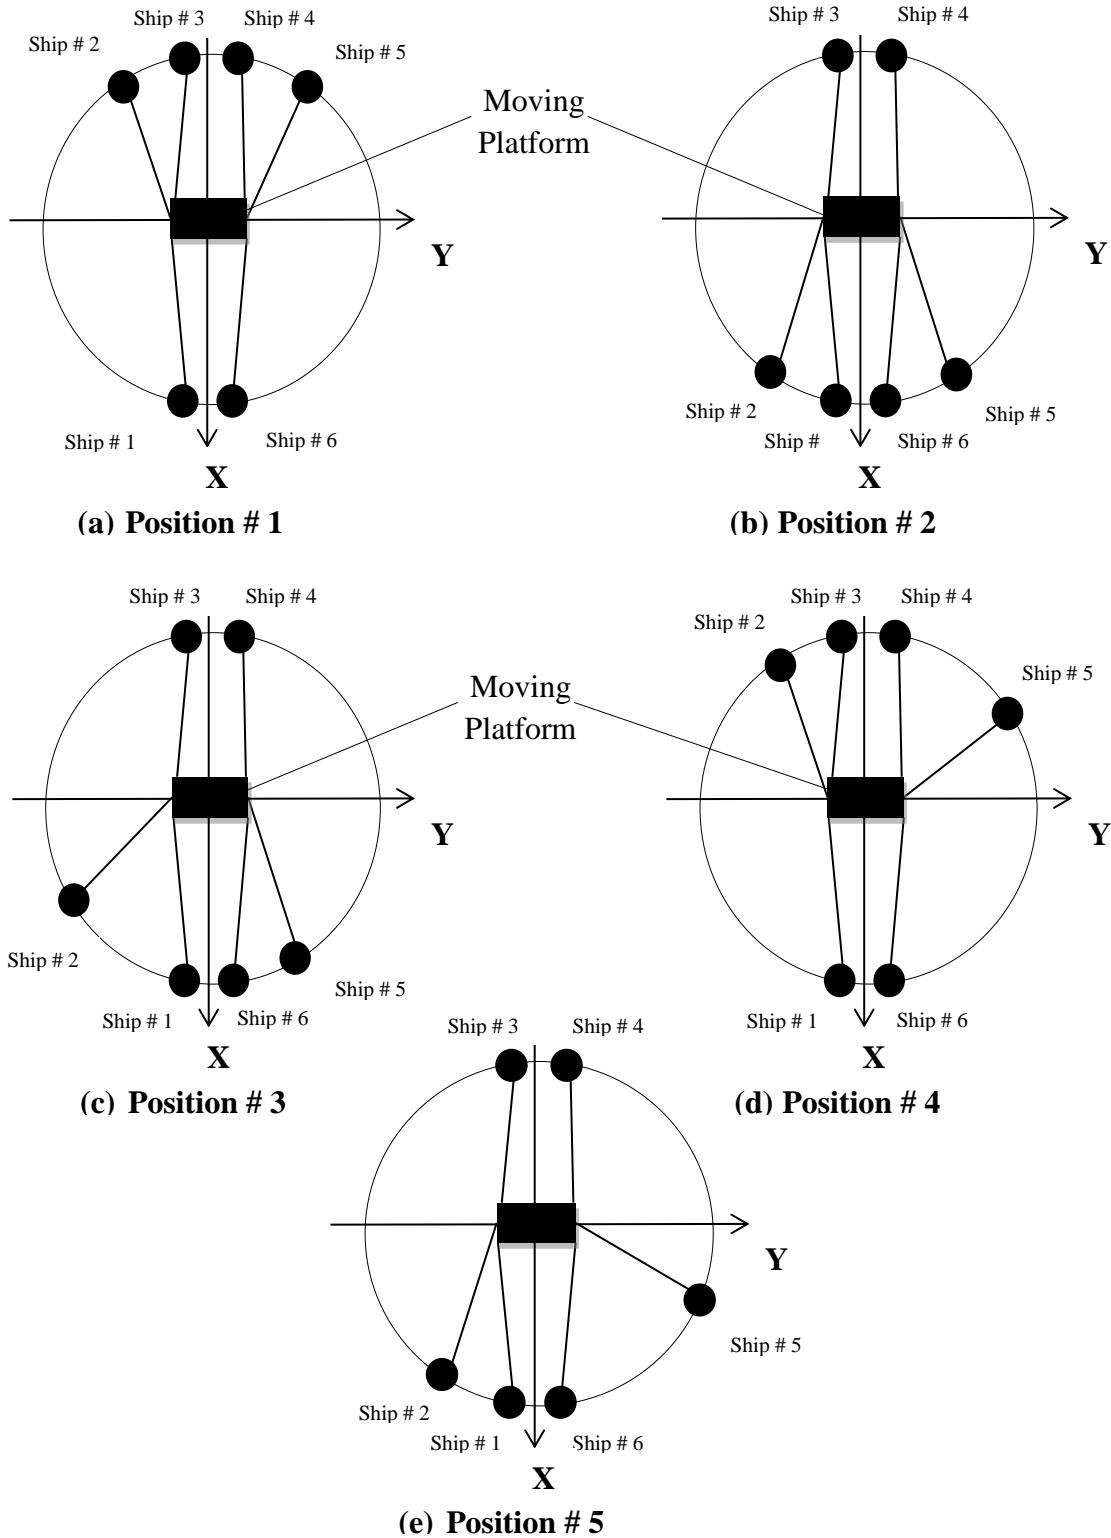 Ship # 3
Ship # 4
Ship # 2
Ship # 5
Ship # 3
Ship # 4
Moving
Platform
Y
Y
Ship # 1
Ship # 6
Ship # 2
Ship #
Ship # 6
Ship # 5
X
X
(a) Position # 1
(b) Position # 2
Ship # 3
Ship # 4
Ship # 3
Ship # 4
Ship # 2
Ship # 5
Moving
Platform
Y
Y
Ship # 2
Ship # 1
Ship # 6
Ship # 5
Ship # 1
Ship # 6
X
X
(c) Position # 3
(d) Position # 4
Ship # 3
Ship # 4
Y
Ship # 5
Ship # 2
Ship # 1
Ship # 6
X
(e) Position # 5